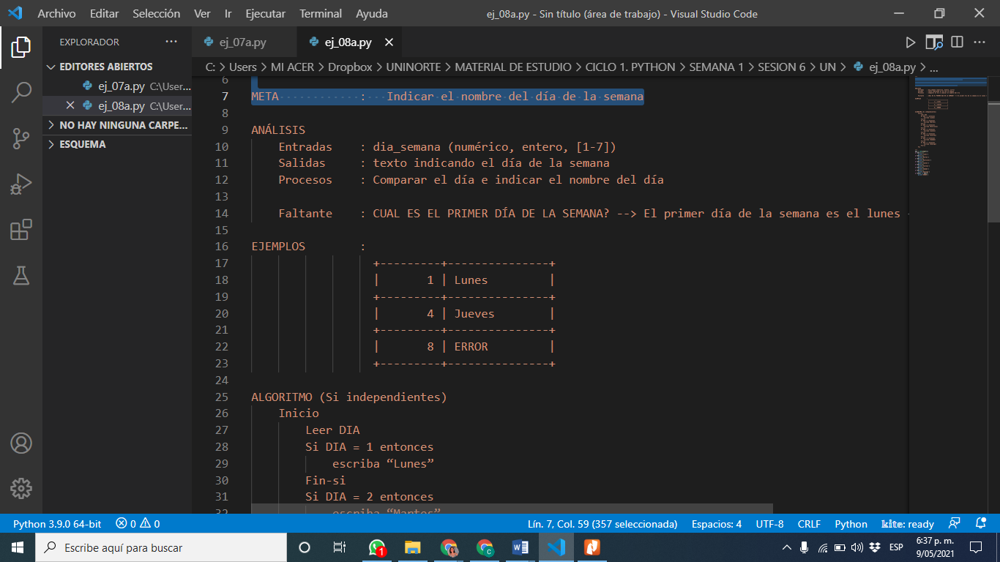 Archivo Editar Selección Ver Ir Ejecutar Terminal Ayuda ej_08a.py - Sin título (área de trabajo) - Visual Studio Code
EXPLORADOR
EDITORES ABIERTOS
ej_07a.py C:\User...
ej_08a.py C:\User...
NO HAY NINGUNA CARPE...
ESQUEMA
ej_07a.py ej_08a.py
C: > Users > MI ACER > Dropbox > UNINORTE > MATERIAL DE ESTUDIO > CICLO 1. PYTHON > SEMANA 1 > SESION 6 > UN > ej_08a.py > ...
6
7 META : Indicar el nombre del día de la semana
8
9 ANÁLISIS
10 Entradas : dia_semana (numérico, entero, [1-7])
11 Salidas : texto indicando el día de la semana
12 Procesos : Comparar el día e indicar el nombre del día
13
14 Faltante : CUAL ES EL PRIMER DÍA DE LA SEMANA? --> El primer día de la semana es el lunes
15
16 EJEMPLOS :
17 +---------+---------------+
18 | 1 | Lunes |
19 +---------+---------------+
20 | 4 | Jueves |
21 +---------+---------------+
22 | 8 | ERROR |
23 +---------+---------------+
24
25 ALGORITMO (Si independientes)
26 Inicio
27 Leer DIA
28 Si DIA = 1 entonces
29 escriba “Lunes”
30 Fin-si
31 Si DIA = 2 entonces
32 escriba “Martes”
Python 3.9.0 64-bit 0 0 Lín. 7, Col. 59 (357 seleccionada) Espacios: 4 UTF-8 CRLF Python kite: ready
Escribe aquí para buscar
1
ESP
6:37 p. m.
9/05/2021